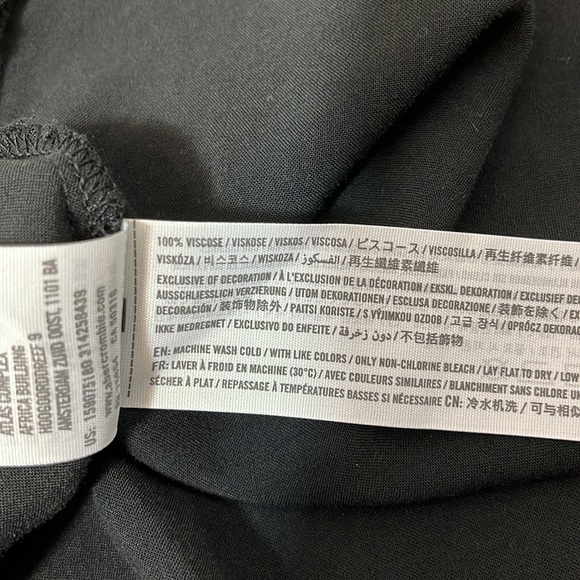 100% VISCOSE / VISKOSE / VISKOS / VISCOSA / ビスコース / VISCOSILLA / 再生纤维素纤维 /
VISKÓZA / 비스코스 / WISKOZA / الفسكوز / 再生纖維素纖維
EXCLUSIVE OF DECORATION / À L'EXCLUSION DE LA DÉCORATION / EKSKL. DEKORATION / EXKLUSIEF DE
AUSSCHLIESSLICH VERZIERUNG / UTOM DEKORATIONEN / ESCLUSA DECORAZIONE / 装飾を除く / EXC
DECORACIÓN / 装饰物除外 / PAITSI KORISTE / S VÝJIMKOU OZDOB / 고급 장식 / OPRÓCZ DEKORAC
IKKE MEDREGNET / EXCLUSIVO DO ENFEITE / دون زخرفة / 不包括飾物
EN: MACHINE WASH COLD / WITH LIKE COLORS / ONLY NON-CHLORINE BLEACH / LAY FLAT TO DRY / LOW
FR: LAVER À FROID EN MACHINE (30°C) / AVEC COULEURS SIMILAIRES / BLANCHIMENT SANS CHLORE UN
SÉCHER À PLAT / REPASSAGE À TEMPÉRATURES BASSES SI NÉCESSAIRE CN: 冷水机洗 / 可与相似
ATLAS COMPLEX
AFRICA BUILDING
HOOGOORDDREEF 9
AMSTERDAM ZUID OOST, 1101 BA
US: 159075180 314258439
www.abercrombie.com